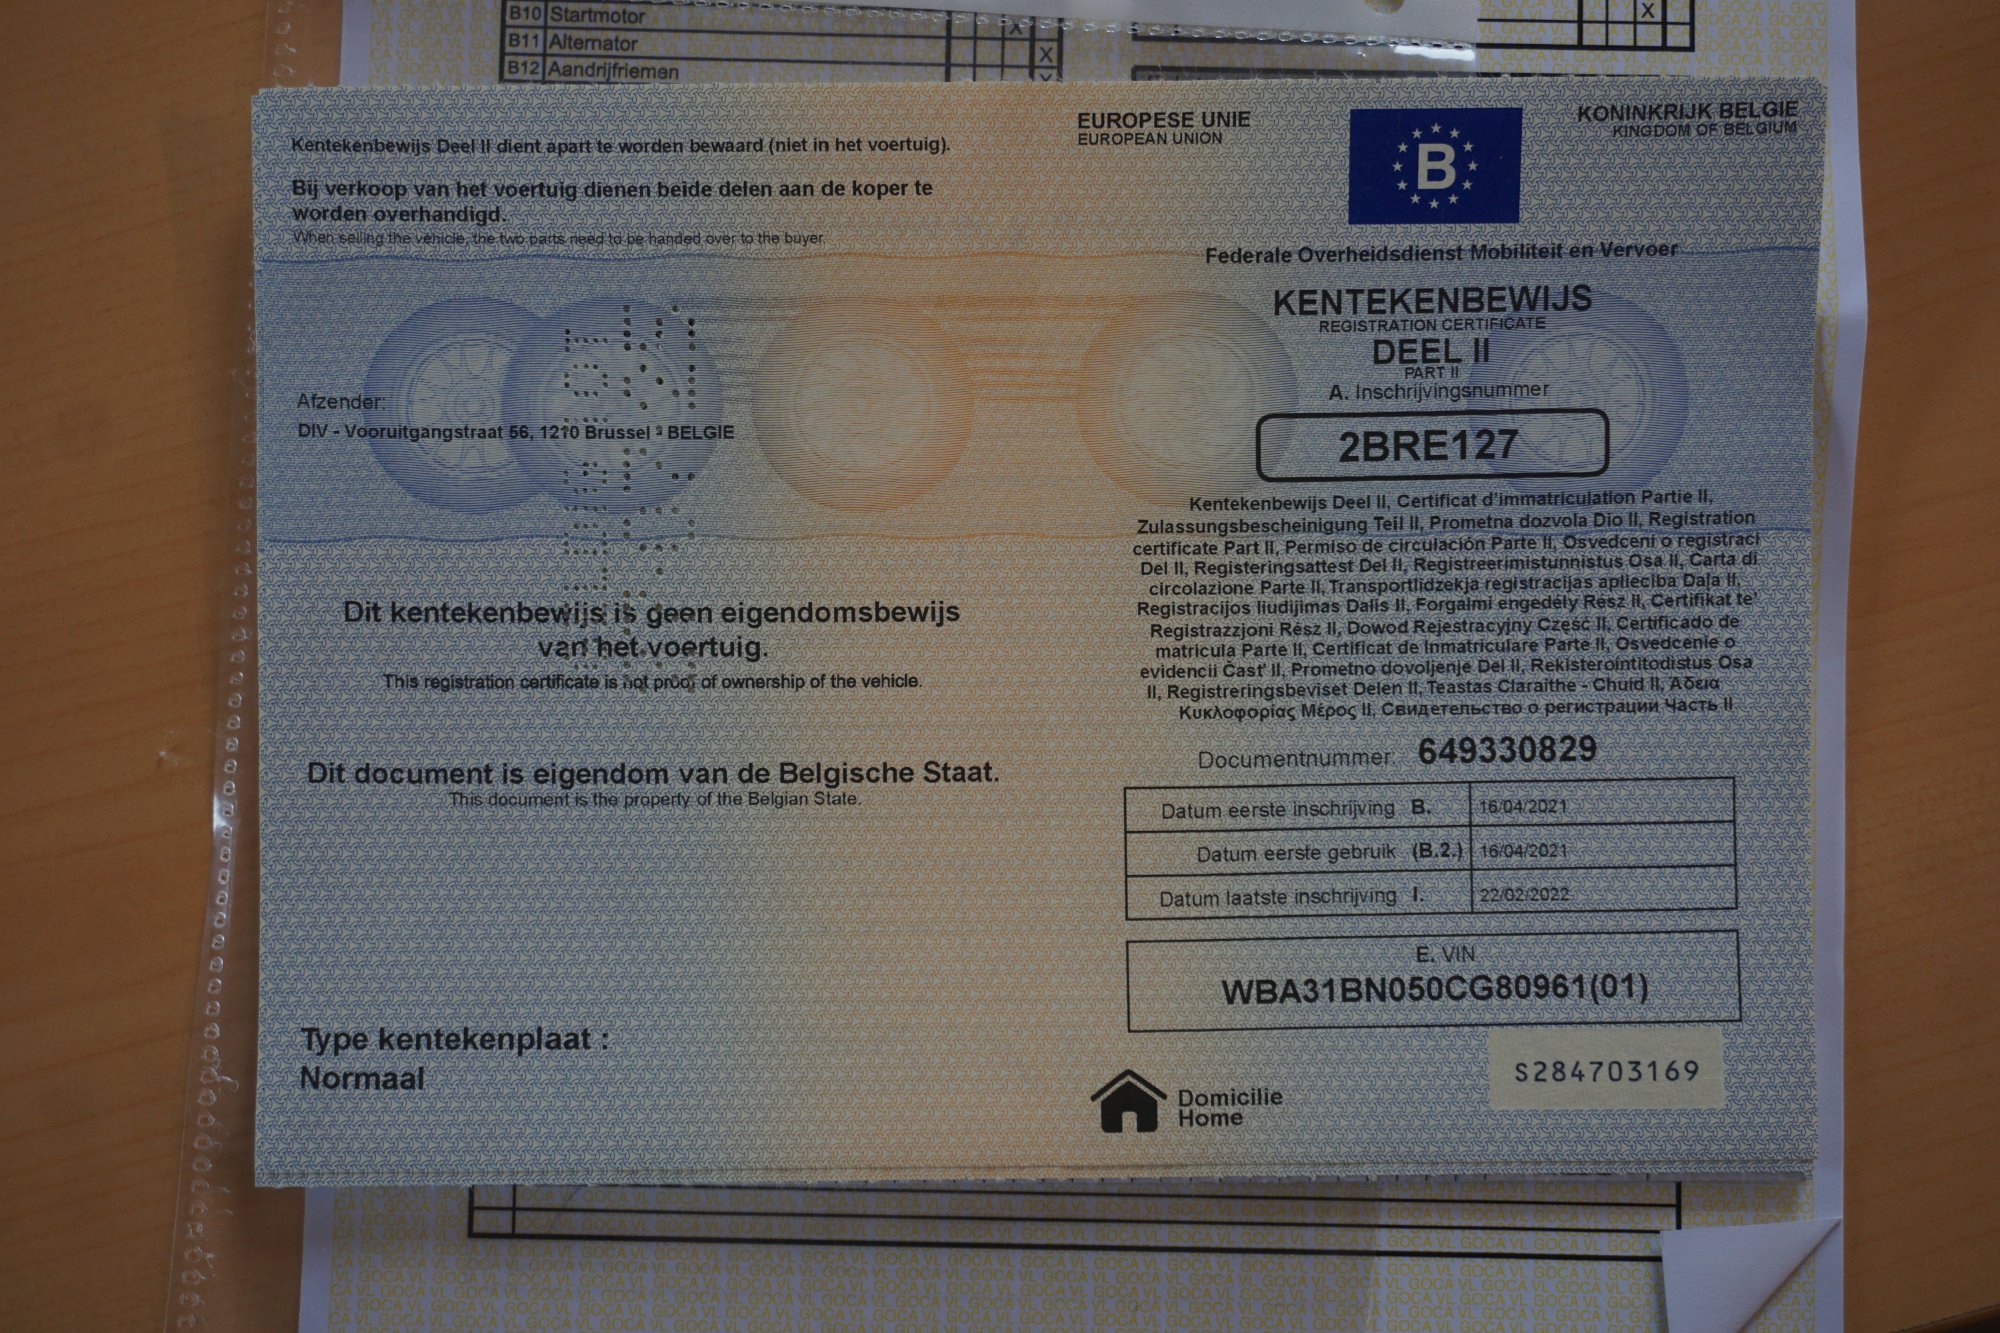 B10 Startmotor X
B11 Alternator X
B12 Aandrijfriemen
X
Kentekenbewijs Deel II dient apart te worden bewaard (niet in het voertuig).
Bij verkoop van het voertuig dienen beide delen aan de koper te
worden overhandigd.
When selling the vehicle, the two parts need to be handed over to the buyer.
Afzender:
DIV - Vooruitgangstraat 56, 1210 Brussel - BELGIE
Dit kentekenbewijs is geen eigendomsbewijs
van het voertuig.
This registration certificate is not proof of ownership of the vehicle.
Dit document is eigendom van de Belgische Staat.
This document is the property of the Belgian State.
Type kentekenplaat :
Normaal
EUROPESE UNIE
EUROPEAN UNION
B
KONINKRIJK BELGIE
KINGDOM OF BELGIUM
Federale Overheidsdienst Mobiliteit en Vervoer
KENTEKENBEWIJS
REGISTRATION CERTIFICATE
DEEL II
PART II
A. Inschrijvingsnummer
2BRE127
Kentekenbewijs Deel II, Certificat d'immatriculation Partie II,
Zulassungsbescheinigung Teil II, Prometna dozvola Dio II, Registration
certificate Part II, Permiso de circulación Parte II, Osvedceni o registraci
Del II, Registeringsattest Del II, Registreerimistunnistus Osa II, Carta di
circolazione Parte II, Transportlidzekja registracijas aplieciba Dala II,
Registracijos liudijimas Dalis II, Forgalmi engedély Rész II, Certifikat te'
Registrazzjoni Rész II, Dowod Rejestracyjny Część II, Certificado de
matricula Parte II, Certificat de Inmatriculare Parte II, Osvedcenie o
evidencii Časť II, Prometno dovoljenje Del II, Rekisterointitodistus Osa
II, Registreringsbeviset Delen II, Teastas Claraithe - Chuid II, Άδεια
Κυκλοφορίας Μέρος II, Свидетельство о регистрации Часть II
Documentnummer: 649330829
Datum eerste inschrijving B. 16/04/2021
Datum eerste gebruik (B.2.) 16/04/2021
Datum laatste inschrijving I. 22/02/2022
E. VIN
WBA31BN050CG80961(01)
S284703169
Domicilie
Home